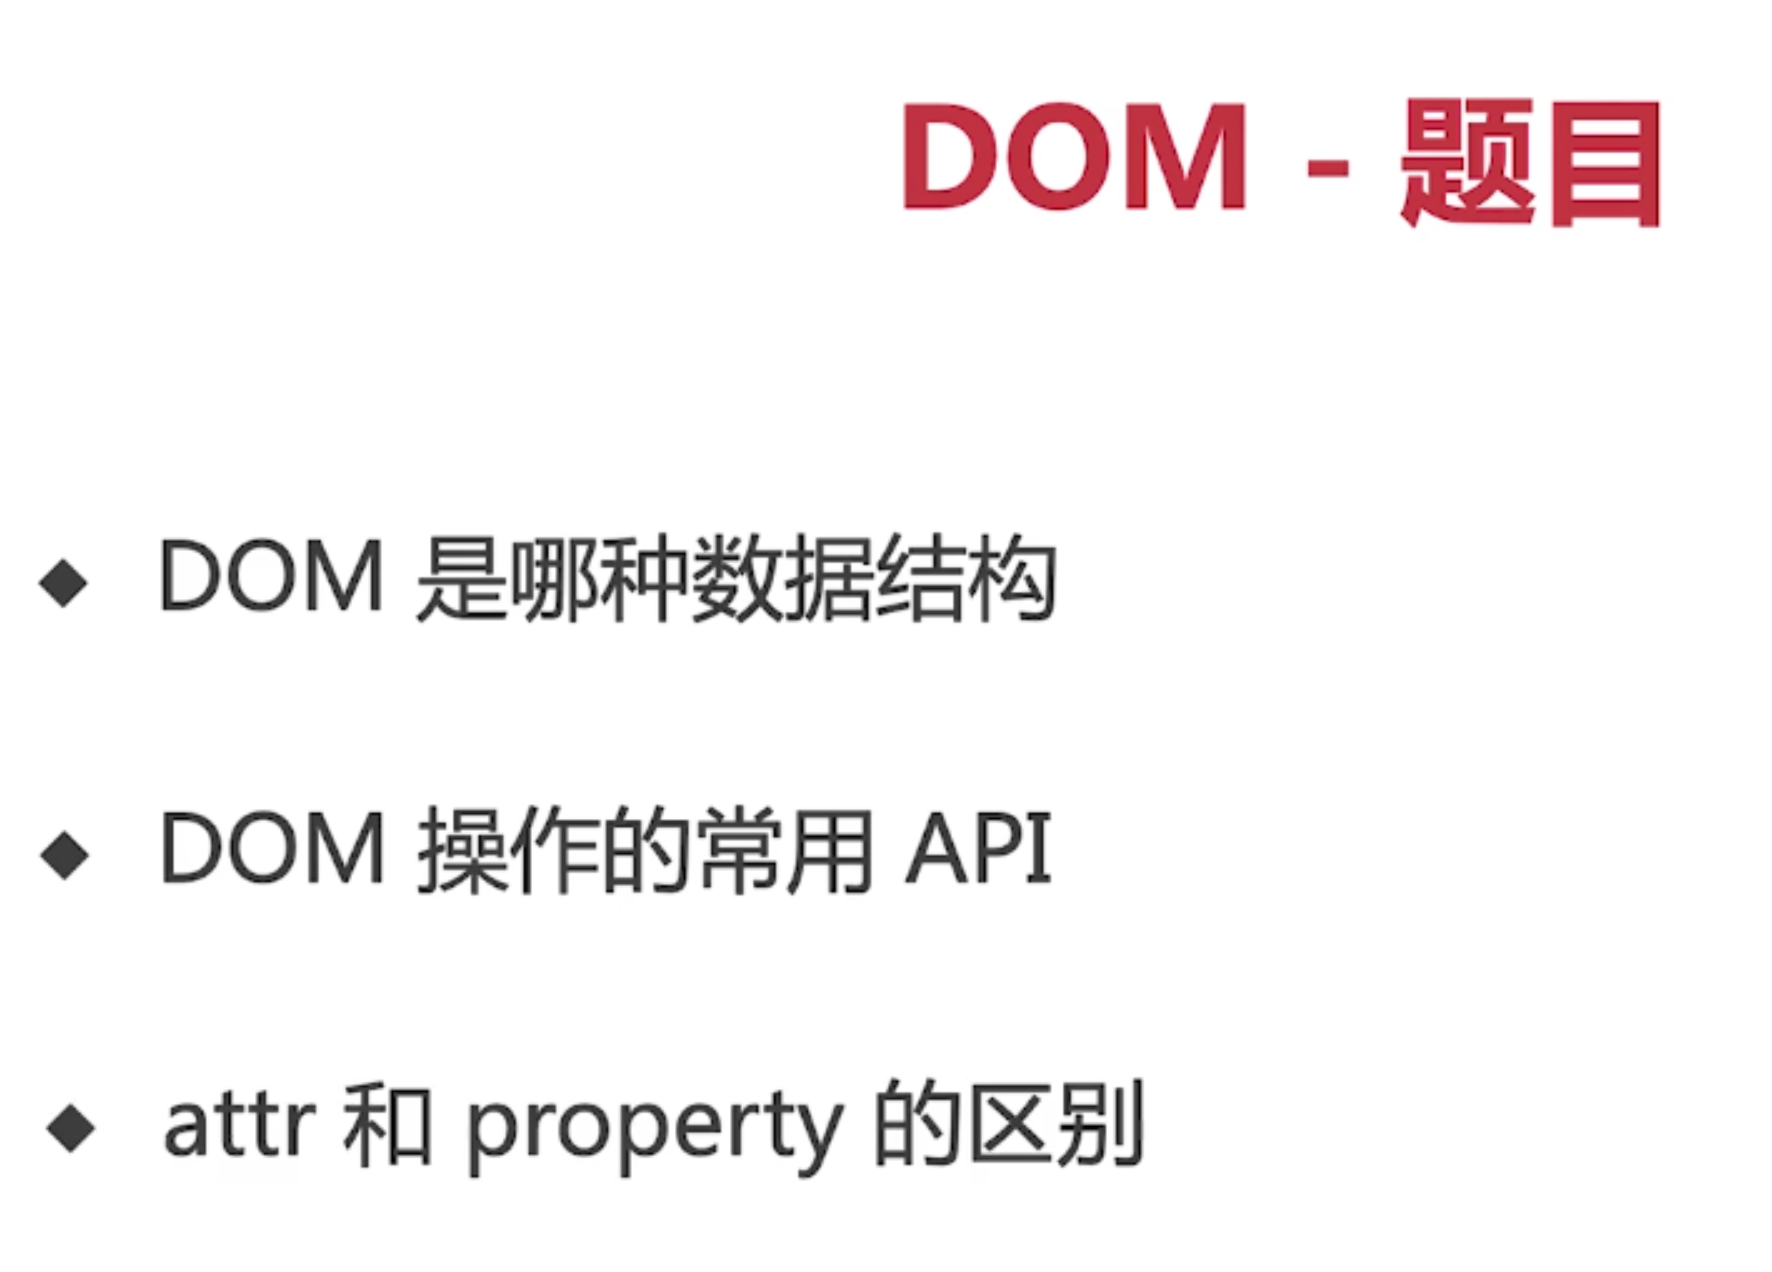 DOM - 题目
◆ DOM 是哪种数据结构
◆ DOM 操作的常用 API
◆ attr 和 property 的区别